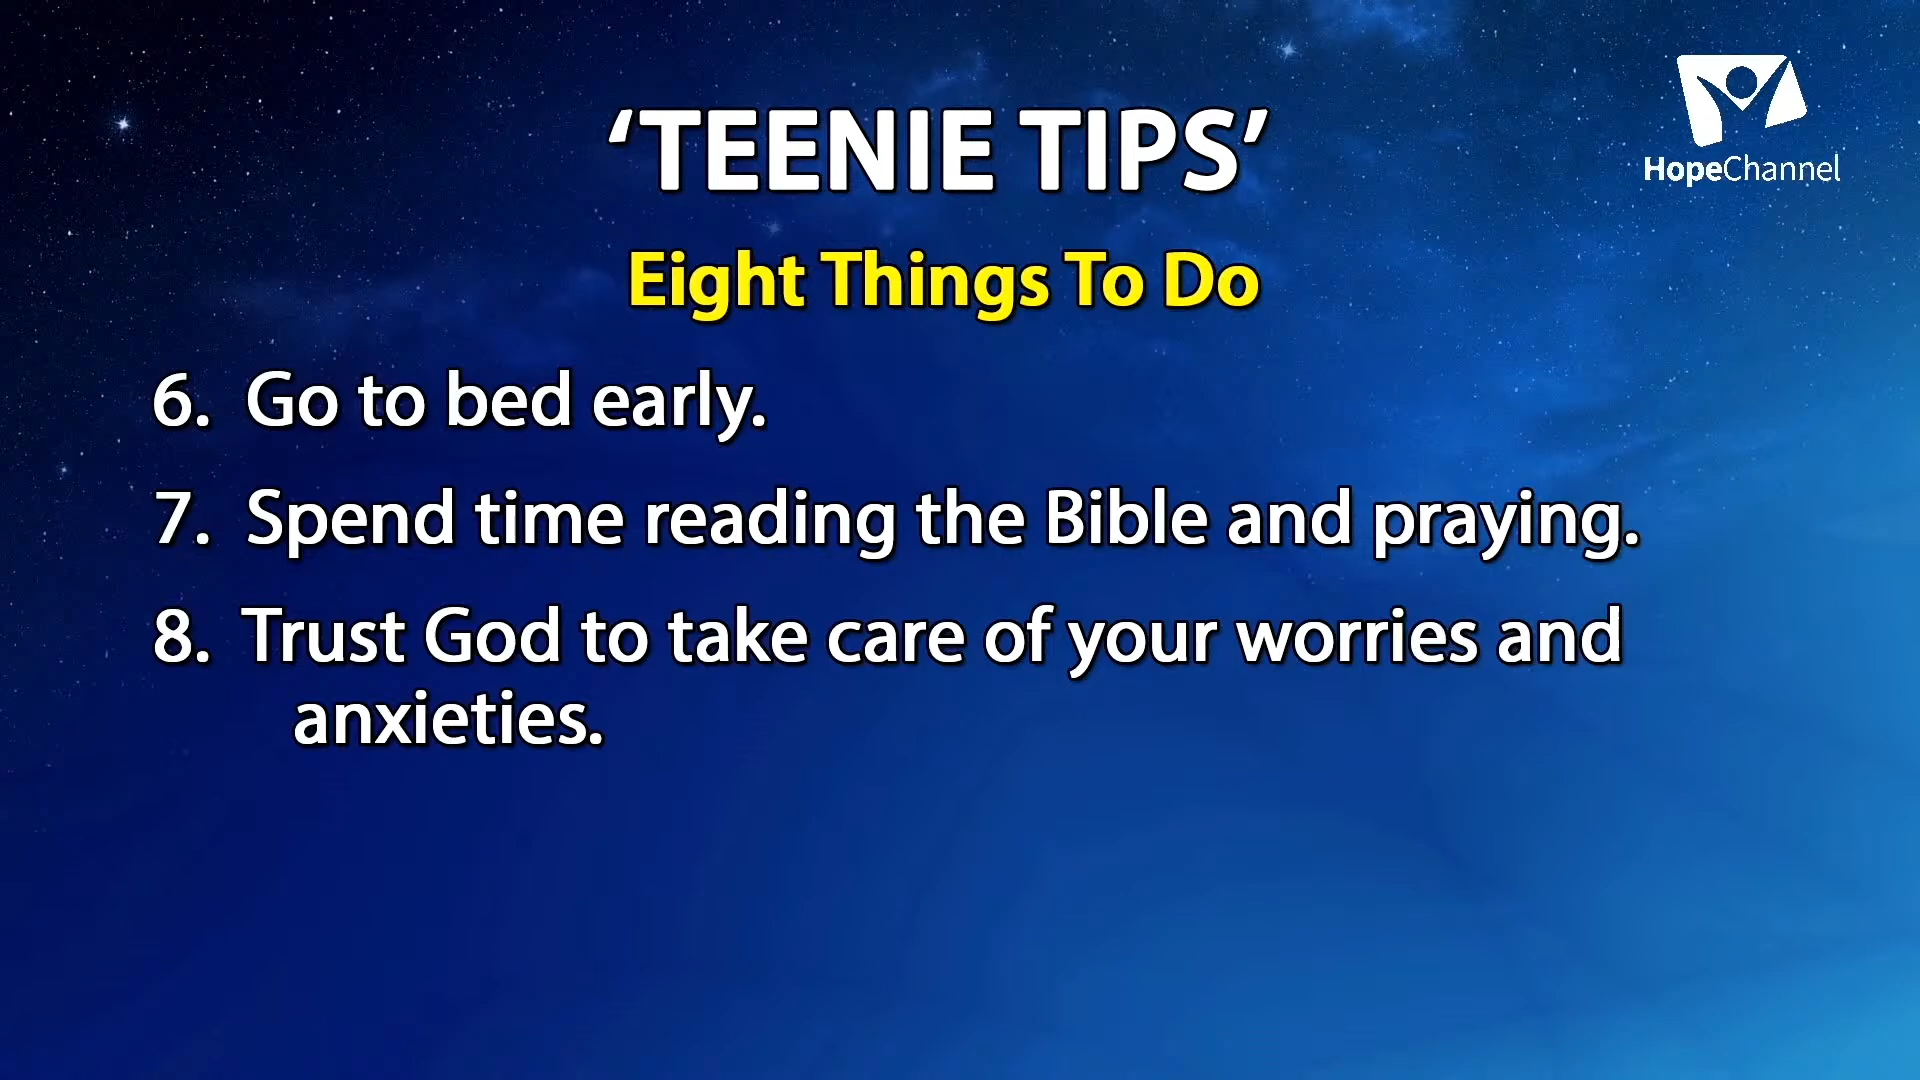 ‘TEENIE TIPS’
HopeChannel
Eight Things To Do
6. Go to bed early.
7. Spend time reading the Bible and praying.
8. Trust God to take care of your worries and
anxieties.